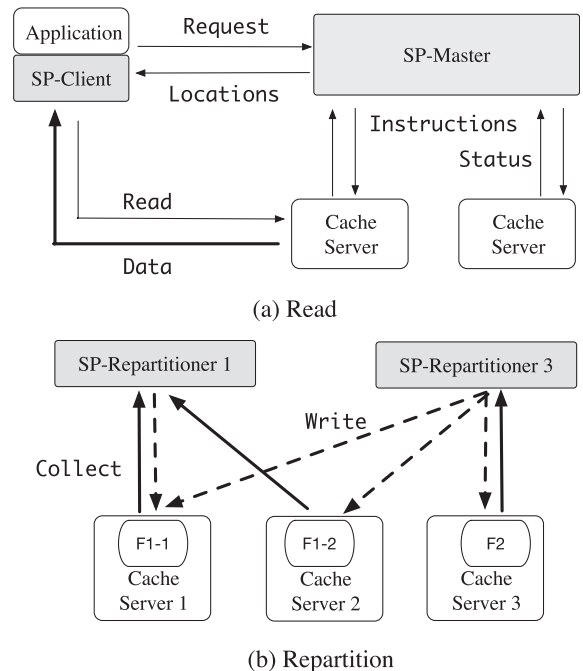 Application
Request
SP-Client
SP-Master
Locations
Instructions
Status
Read
Cache
Server
Cache
Server
Data
(a) Read
SP-Repartitioner 1
SP-Repartitioner 3
Write
Collect
F1-1
F1-2
F2
Cache
Server 1
Cache
Server 2
Cache
Server 3
(b) Repartition